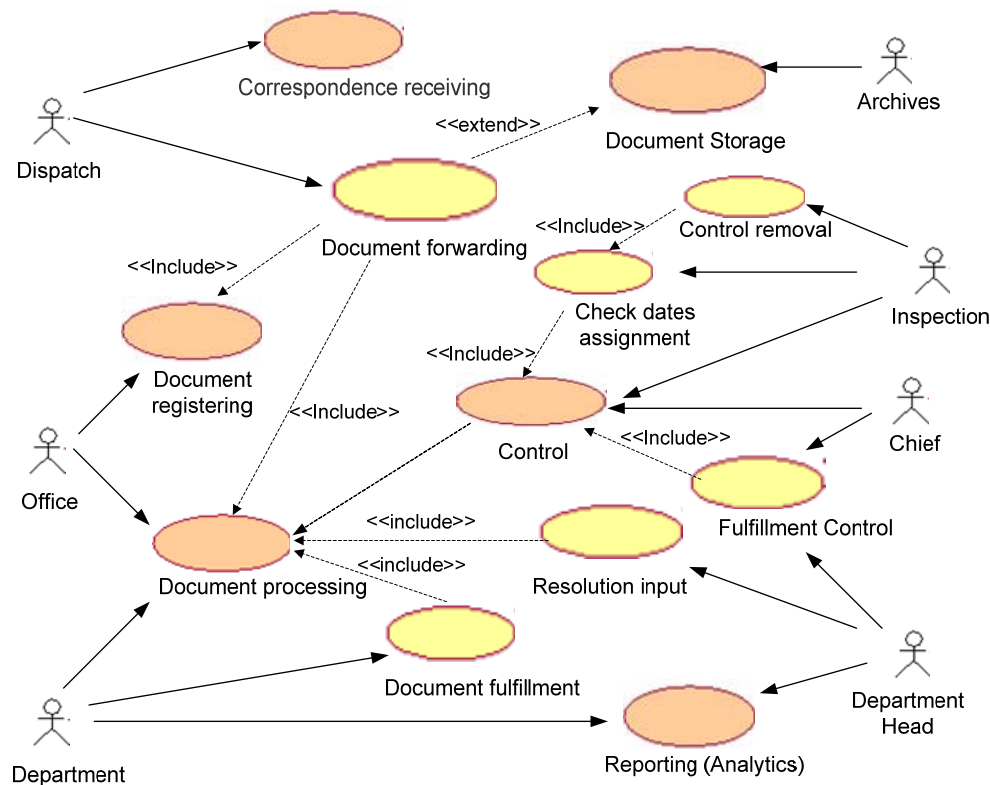 Correspondence receiving
Archives
<<extend>>
Document Storage
Dispatch
<<Include>>
Control removal
Document forwarding
<<Include>>
Check dates
assignment
Inspection
<<Include>>
Document
registering
<<Include>>
Control
<<Include>>
Chief
Office
<<include>>
Fulfillment Control
Document processing
<<include>>
Resolution input
Document fulfillment
Department
Head
Reporting (Analytics)
Department